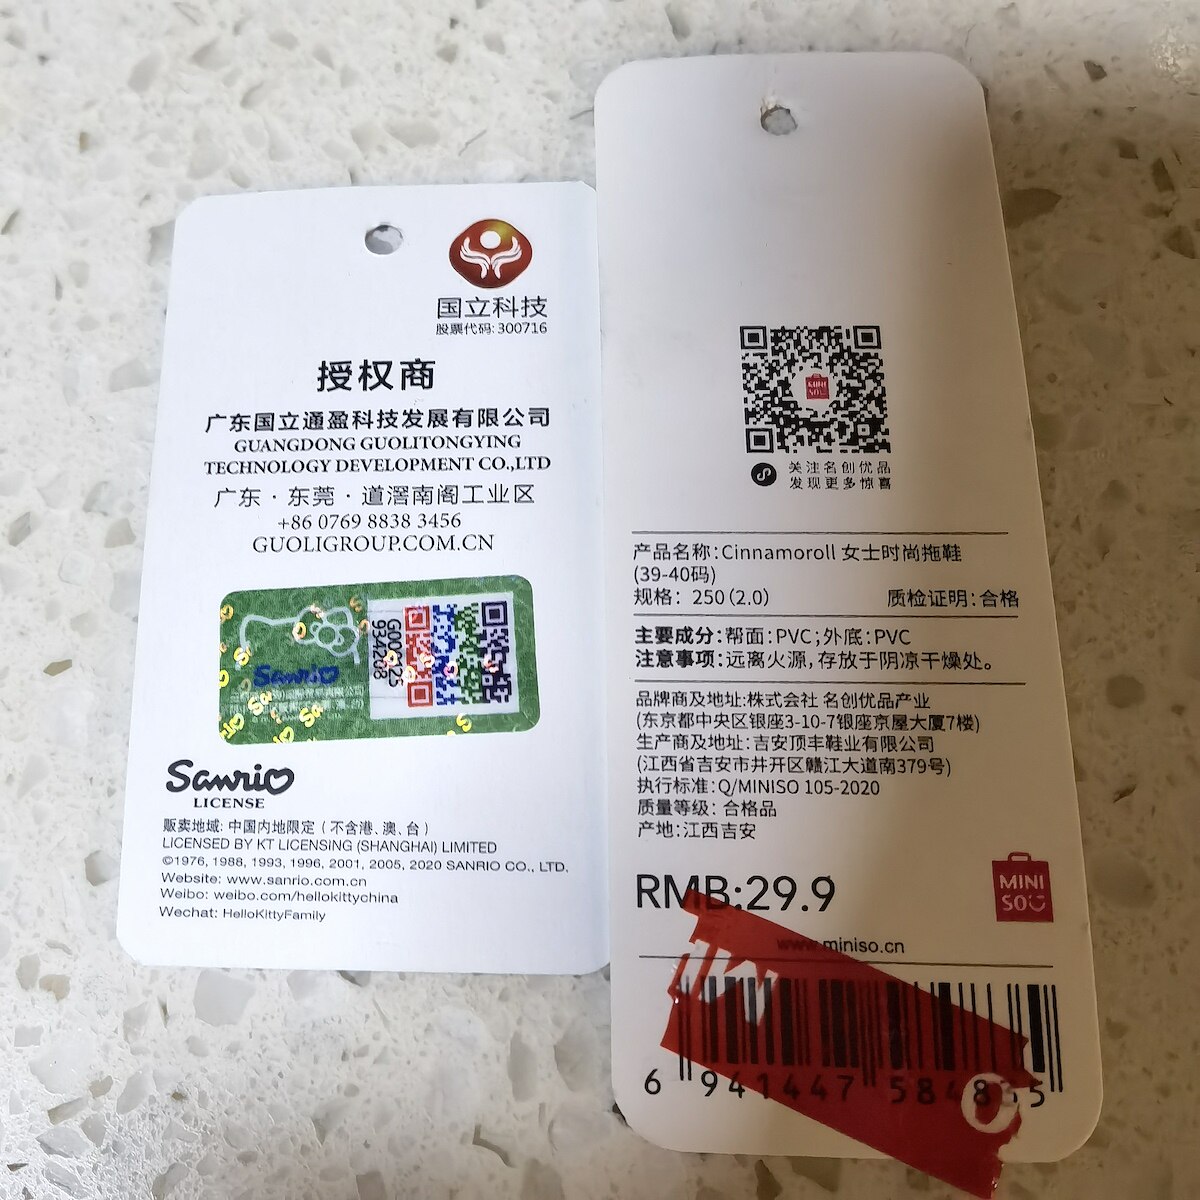 国立科技
股票代码: 300716
授权商
广东国立通盈科技发展有限公司
GUANGDONG GUOLITONGYING
TECHNOLOGY DEVELOPMENT CO.,LTD
广东 · 东莞 · 道滘南阁工业区
+86 0769 8838 3456
GUOLIGROUP.COM.CN
Sanrio
Sanrio
LICENSE
贩卖地域: 中国内地限定（不含港、澳、台）
LICENSED BY KT LICENSING (SHANGHAI) LIMITED
©1976, 1988, 1993, 1996, 2001, 2005, 2020 SANRIO CO., LTD.
Website: www.sanrio.com.cn
Weibo: weibo.com/hellokittychina
Wechat: HelloKittyFamily
MINI
SO
关注名创优品
发现更多惊喜
产品名称: Cinnamoroll 女士时尚拖鞋
(39-40码)
规格: 250 (2.0) 质检证明: 合格
主要成分: 帮面: PVC; 外底: PVC
注意事项: 远离火源, 存放于阴凉干燥处。
品牌商及地址: 株式会社 名创优品产业
(东京都中央区银座3-10-7银座京屋大厦7楼)
生产商及地址: 吉安顶丰鞋业有限公司
(江西省吉安市井开区赣江大道南379号)
执行标准: Q/MINISO 105-2020
质量等级: 合格品
产地: 江西吉安
RMB:29.9
MINI
SO
www.miniso.cn
6 941447